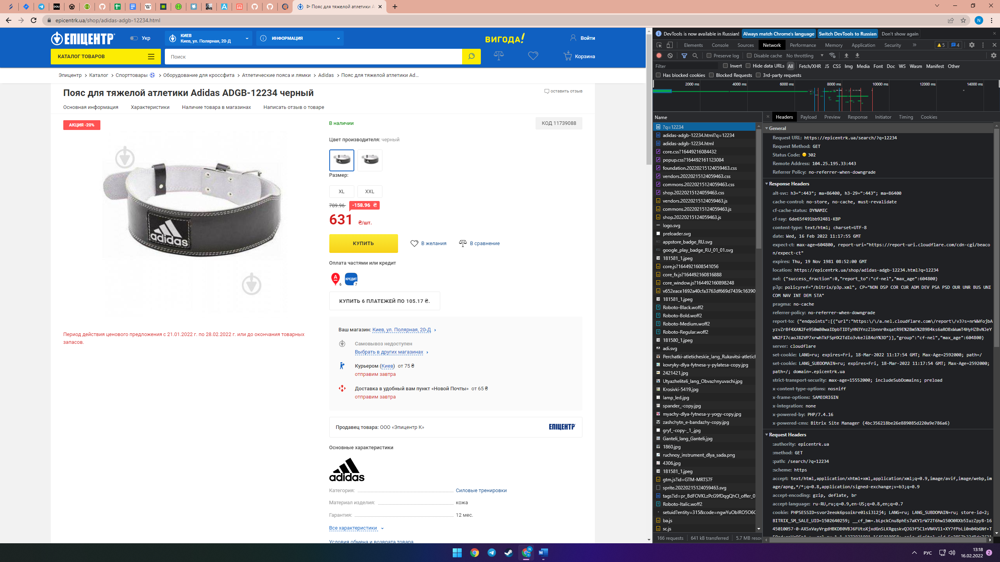 DOU
W
A
▷ Пояс для тяжелой атлетики A
epicentrk.ua/shop/adidas-adgb-12234.html
N
ЕПІЦЕНТР®
Укр
КИЕВ
Киев, ул. Полярная, 20-Д
ИНФОРМАЦИЯ
ВИГОДА!
Войти
КАТАЛОГ ТОВАРОВ
Поиск
Корзина
Эпицентр > Каталог > Спорттовары > Оборудование для кроссфита > Атлетические пояса и лямки > Adidas > Пояс для тяжелой атлетики Ad...
Пояс для тяжелой атлетики Adidas ADGB-12234 черный
оставить отзыв
Основная информация
Характеристики
Наличие товара в магазинах
Написать отзыв о товаре
АКЦИЯ -20%
adidas
Период действия ценового предложения с 21.01.2022 г. по 28.02.2022 г. или до окончания товарных
запасов.
В наличии
КОД 11739088
Цвет производителя: черный
Размер:
XL
XXL
789.96
-158.96 ₴
631 ₴/шт.
КУПИТЬ
В желания
В сравнение
Оплата частями или кредит
А 6
КРЕДИТ 7
КУПИТЬ 6 ПЛАТЕЖЕЙ ПО 105.17 ₴.
Ваш магазин: Киев, ул. Полярная, 20-Д
Самовывоз недоступен
Выбрать в других магазинах
Курьером (Киев) от 75 ₴
отправим завтра
Доставка в удобный вам пункт «Новой Почты» от 65 ₴
отправим завтра
Продавец товара: ООО «Эпицентр К»
ЕПІЦЕНТР
Основные характеристики
adidas
Категория: Силовые тренировки
Материал изделия: кожа
Гарантия: 12 мес.
Все характеристики
Условия обмена и возврата товара
DevTools is now available in Russian!
Always match Chrome's language
Switch DevTools to Russian
Don't show again
Elements
Console
Sources
Network
Performance
Memory
Application
Security
5
4
Preserve log
Disable cache
No throttling
Filter
Invert
Hide data URLs
All
Fetch/XHR JS CSS Img Media Font Doc WS Wasm Manifest Other
Has blocked cookies
Blocked Requests
3rd-party requests
2000 ms
4000 ms
6000 ms
8000 ms
10000 ms
12000 ms
14000 ms
Name
?q=12234
adidas-adgb-12234.html?q=12234
adidas-adgb-12234.html
core.css?16449216084432
popup.css?164492161123084
foundation.20220215124059463.css
vendors.20220215124059463.css
commons.20220215124059463.css
shop.20220215124059463.css
vendors.20220215124059463.js
commons.20220215124059463.js
shop.20220215124059463.js
logo.svg
preloader.svg
appstore_badge_RU.svg
google_play_badge_RU_01_01.svg
181581_1.jpeg
core.js?1644921608541056
core_fx.js?164492160816888
core_window.js?164492160898248
v652eace1692a40cfa3763df669d7439c16390
181581_1.jpeg
Roboto-Black.woff2
Roboto-Bold.woff2
Roboto-Medium.woff2
Roboto-Regular.woff2
181580_1.jpeg
adi.svg
Perchatki-atleticheskie_lang_Rukavitsi-atletich
kovryky-dlya-fytnesa-y-pylatesa-copy.jpg
2421421.jpg
Utyazheliteli_lang_Obvazhnyuvachi.jpg
Krosivki-5419.jpg
lamp_led.jpg
spander_-copy.jpg
myachy-dlya-fytnesa-y-yogy-copy.jpg
zashchytn_e-bandazhy-copy.jpg
gryf_-copy-_1_.jpg
Ganteli_lang_Ganteli.jpg
1860.jpg
ruchnoy_instrument_dlya_sada.png
4306.jpg
181581_1.jpeg
gtm.js?id=GTM-MRTS7F
sprite.20220215124059463.svg
tags?id=pr_BdFOVKLzPcG9fDqgQhCl_offer_0
Roboto-Italic.woff2
setuid?entity=315&code=ngwYuOblRO5O6C
ba.js
sc.js
166 requests
641 kB transferred
5.7 MB resou
Headers
Payload
Preview
Response
Initiator
Timing
Cookies
General
Request URL: https://epicentrk.ua/search/?q=12234
Request Method: GET
Status Code: 302
Remote Address: 104.25.195.33:443
Referrer Policy: no-referrer-when-downgrade
Response Headers
alt-svc: h3=":443"; ma=86400, h3-29=":443"; ma=86400
cache-control: no-store, no-cache, must-revalidate
cf-cache-status: DYNAMIC
cf-ray: 6de65f491bb92481-KBP
content-type: text/html; charset=UTF-8
date: Wed, 16 Feb 2022 11:17:55 GMT
expect-ct: max-age=604800, report-uri="https://report-uri.cloudflare.com/cdn-cgi/beaco
n/expect-ct"
expires: Thu, 19 Nov 1981 08:52:00 GMT
location: https://epicentrk.ua/shop/adidas-adgb-12234.html?q=12234
nel: {"success_fraction":0,"report_to":"cf-nel","max_age":604800}
p3p: policyref="/bitrix/p3p.xml", CP="NON DSP COR CUR ADM DEV PSA PSD OUR UNR BUS UNI
COM NAV INT DEM STA"
pragma: no-cache
referrer-policy: no-referrer-when-downgrade
report-to: {"endpoints":[{"url":"https:\/\/a.nel.cloudflare.com\/report\/v3?s=nrWWfojbA
yzvZr8f4XA%2Fe9S0m80waIDpbTIDTyHN3YnzZlbnnr0xqatR9E%2Bm5%2B9B4ks6aROBxWumT4HyHZBvNJeY
W%2FI7caoJ82VP7xrwhTkFSpHX2TdIo3vkeJi84oY%3D"}],"group":"cf-nel","max_age":604800}
server: cloudflare
set-cookie: LANG=ru; expires=Fri, 18-Mar-2022 11:17:54 GMT; Max-Age=2592000; path=/
set-cookie: LANG_SUBDOMAIN=ru; expires=Fri, 18-Mar-2022 11:17:54 GMT; Max-Age=2592000;
path=/; domain=.epicentrk.ua
strict-transport-security: max-age=15552000; includeSubDomains; preload
x-content-type-options: nosniff
x-frame-options: SAMEORIGIN
x-integration: none
x-powered-by: PHP/7.4.16
x-powered-cms: Bitrix Site Manager (4bc356218be26e889085d220a9e786a6)
Request Headers
:authority: epicentrk.ua
:method: GET
:path: /search/?q=12234
:scheme: https
accept: text/html,application/xhtml+xml,application/xml;q=0.9,image/avif,image/webp,im
age/apng,*/*;q=0.8,application/signed-exchange;v=b3;q=0.9
accept-encoding: gzip, deflate, br
accept-language: ru-RU,ru;q=0.9,en-US;q=0.8,en;q=0.7
cookie: PHPSESSID=svor2eeok6psoikre0lsi3l2j4; LANG=ru; LANG_SUBDOMAIN=ru; store-id=2;
BITRIX_SM_SALE_UID=1502640259; __cf_bm=.bLpckCnu8phEs7aKY1rW72T6hw150O0RXb5IuzZpy8-16
45010057-0-AXSxVayVrgdHBKDB0VBJ6FUtoXjxdGnSLKRgqskvQJG3f5C1nVN4V11+XY7fPbLi0n04bGNf+T
РУС
13:18
16.02.2022
2